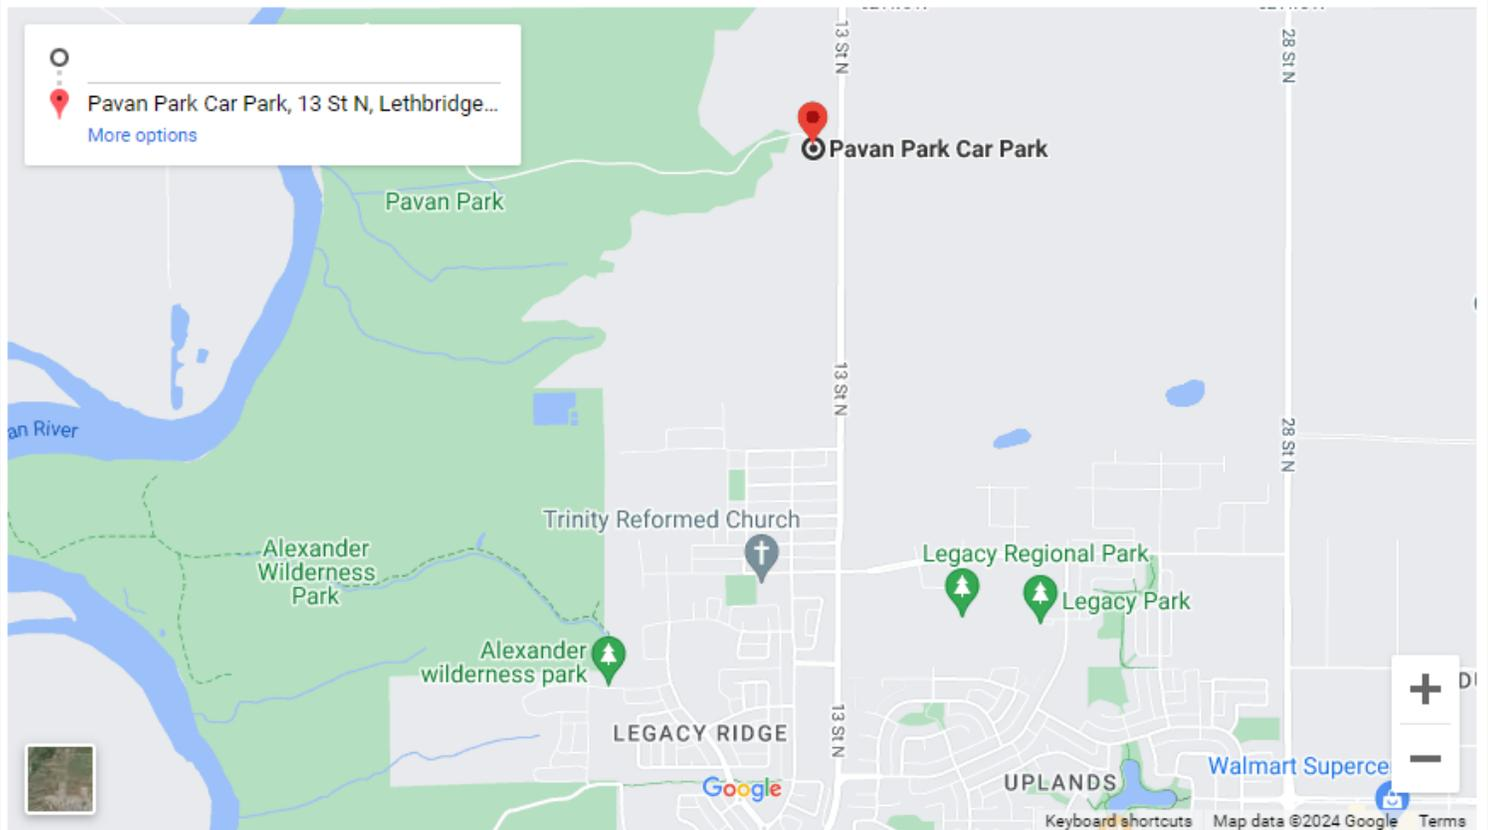 Pavan Park Car Park, 13 St N, Lethbridge...
More options
13 St N
28 St N
Pavan Park Car Park
Pavan Park
13 St N
an River
28 St N
Trinity Reformed Church
Alexander
Wilderness
Park
Legacy Regional Park
Legacy Park
Alexander
wilderness park
LEGACY RIDGE
13 St N
UPLANDS
Walmart Superce
Google
Keyboard shortcuts
Map data ©2024 Google
Terms